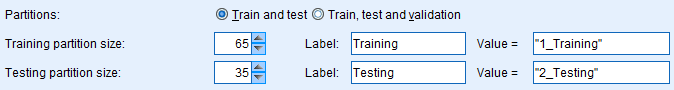 Partitions: Train and test Train, test and validation
Training partition size: 65 Label: Training Value = "1_Training"
Testing partition size: 35 Label: Testing Value = "2_Testing"